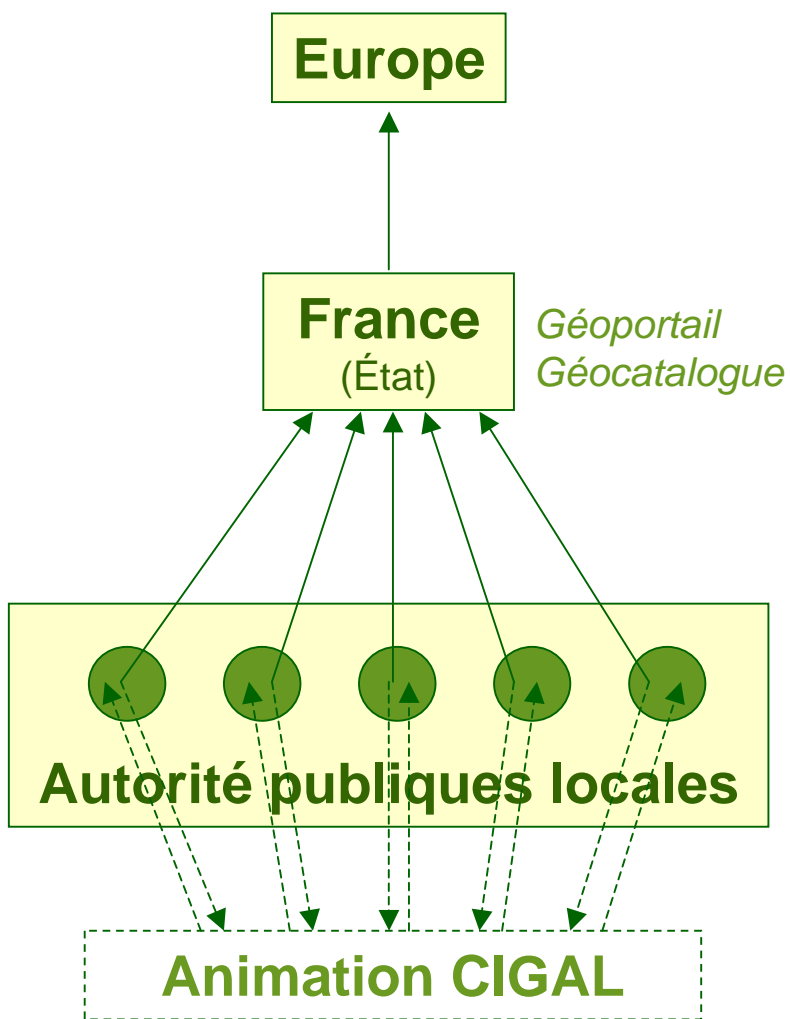 Europe
France
(État)
Géoportail
Géocatalogue
Autorité publiques locales
Animation CIGAL